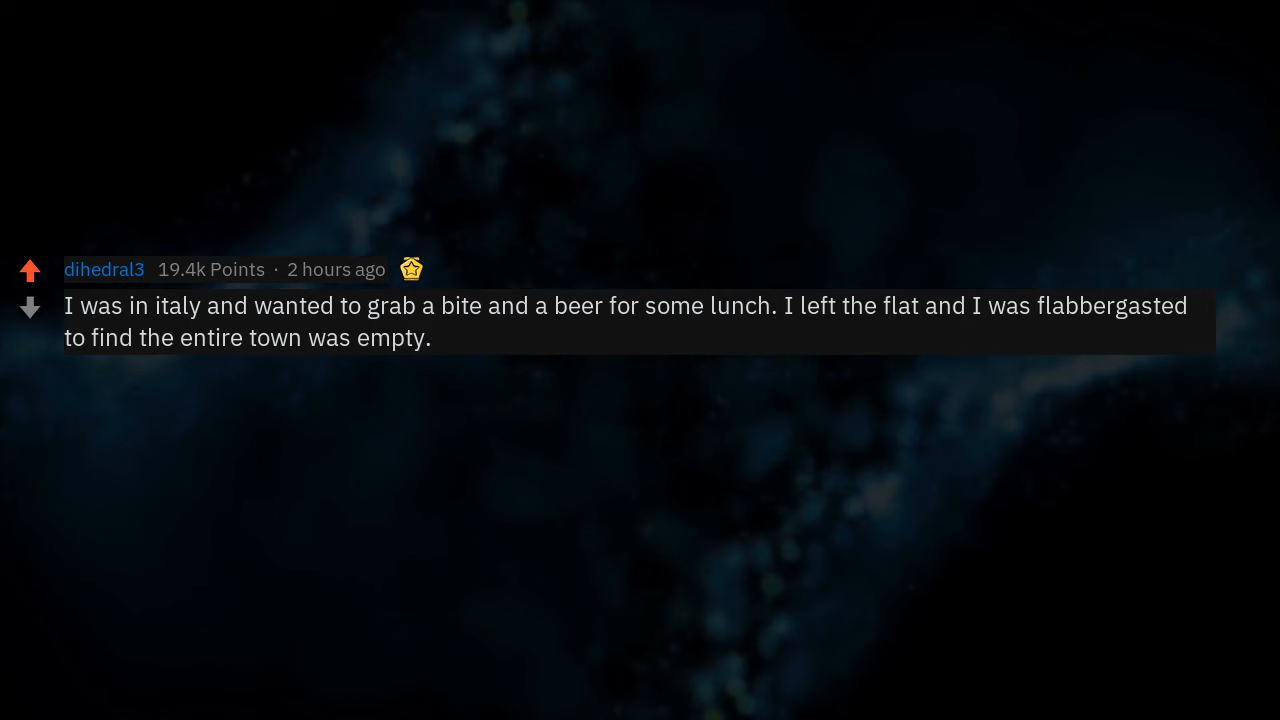 dihedral3 19.4k Points · 2 hours ago
I was in italy and wanted to grab a bite and a beer for some lunch. I left the flat and I was flabbergasted
to find the entire town was empty.